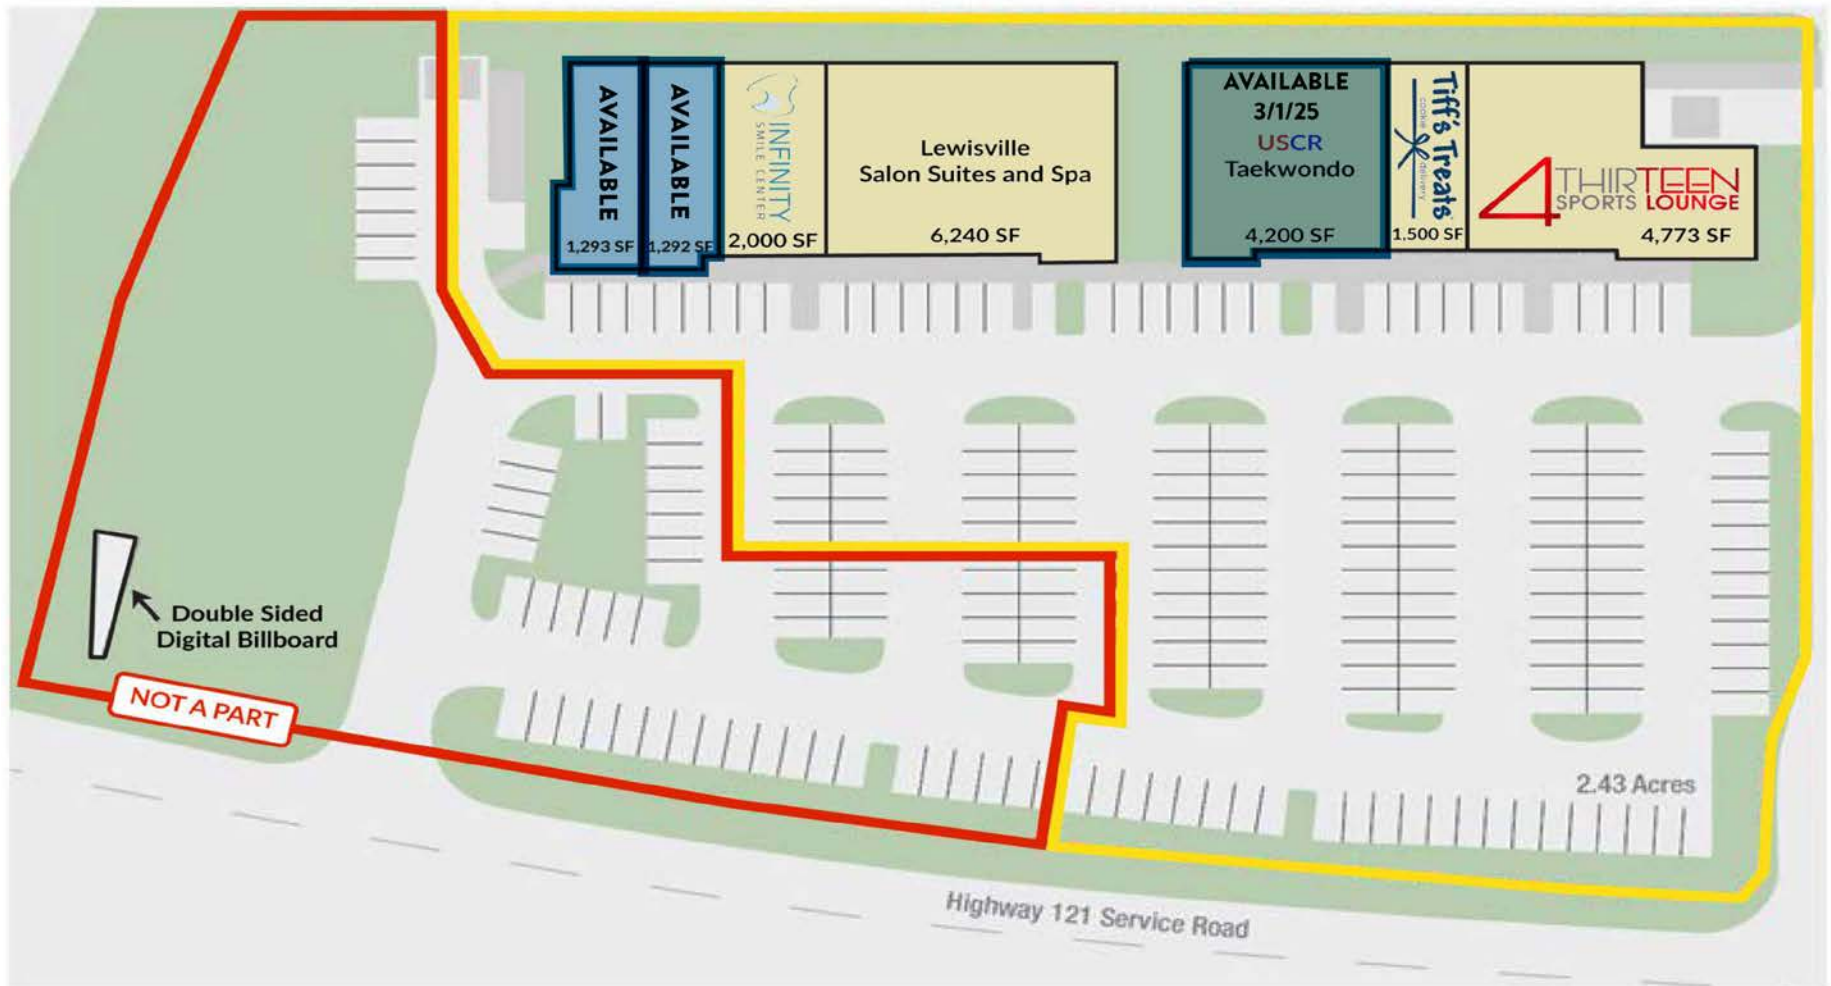 AVAILABLE
1,293 SF
AVAILABLE
1,292 SF
INFINITY
SMILE CENTER
2,000 SF
Lewisville
Salon Suites and Spa
6,240 SF
AVAILABLE
3/1/25
USCR
Taekwondo
4,200 SF
Tiff's Treats
cookie delivery
1,500 SF
4THIRTEEN
SPORTS LOUNGE
4,773 SF
Double Sided
Digital Billboard
NOT A PART
2.43 Acres
Highway 121 Service Road